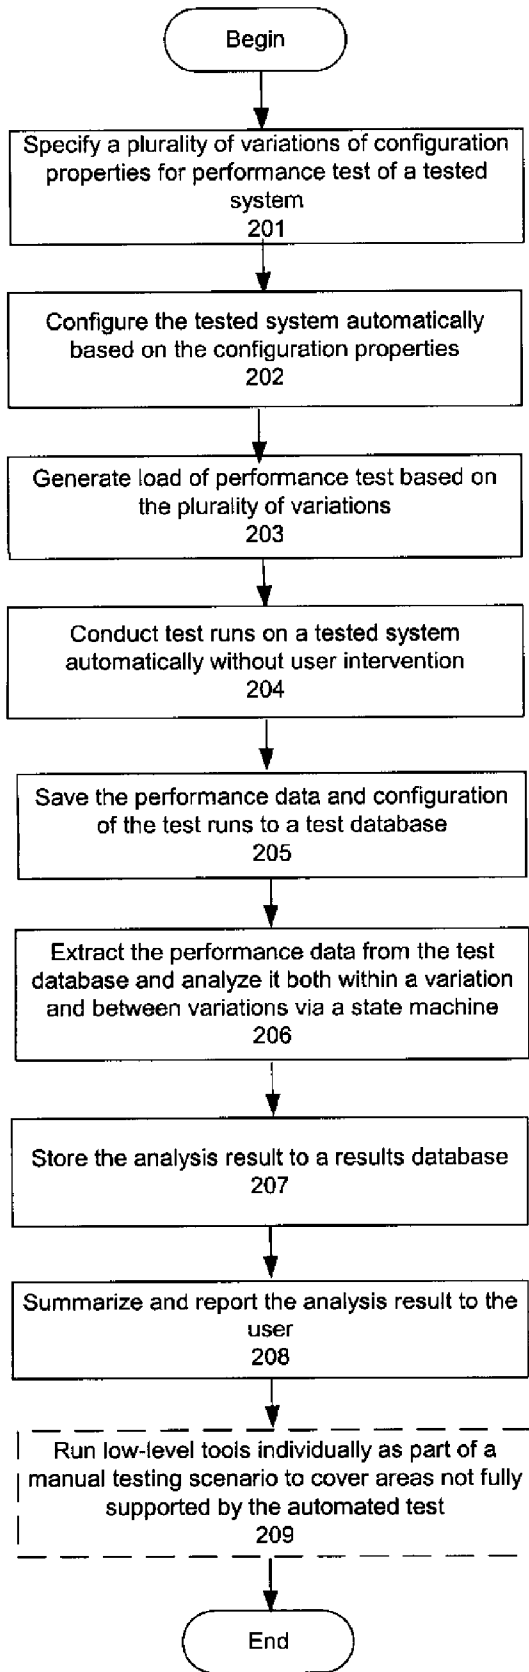 Begin
Specify a plurality of variations of configuration
properties for performance test of a tested
system
201
Configure the tested system automatically
based on the configuration properties
202
Generate load of performance test based on
the plurality of variations
203
Conduct test runs on a tested system
automatically without user intervention
204
Save the performance data and configuration
of the test runs to a test database
205
Extract the performance data from the test
database and analyze it both within a variation
and between variations via a state machine
206
Store the analysis result to a results database
207
Summarize and report the analysis result to the
user
208
Run low-level tools individually as part of a
manual testing scenario to cover areas not fully
supported by the automated test
209
End